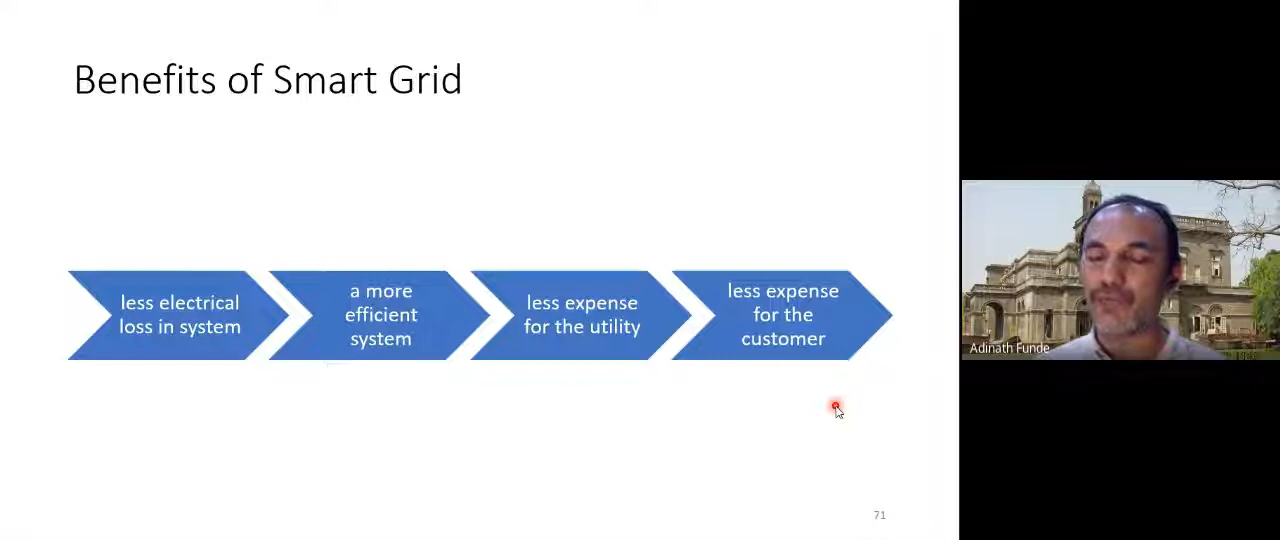 Benefits of Smart Grid
less electrical
loss in system
a more
efficient
system
less expense
for the utility
less expense
for the
customer
Adinath Funde
71